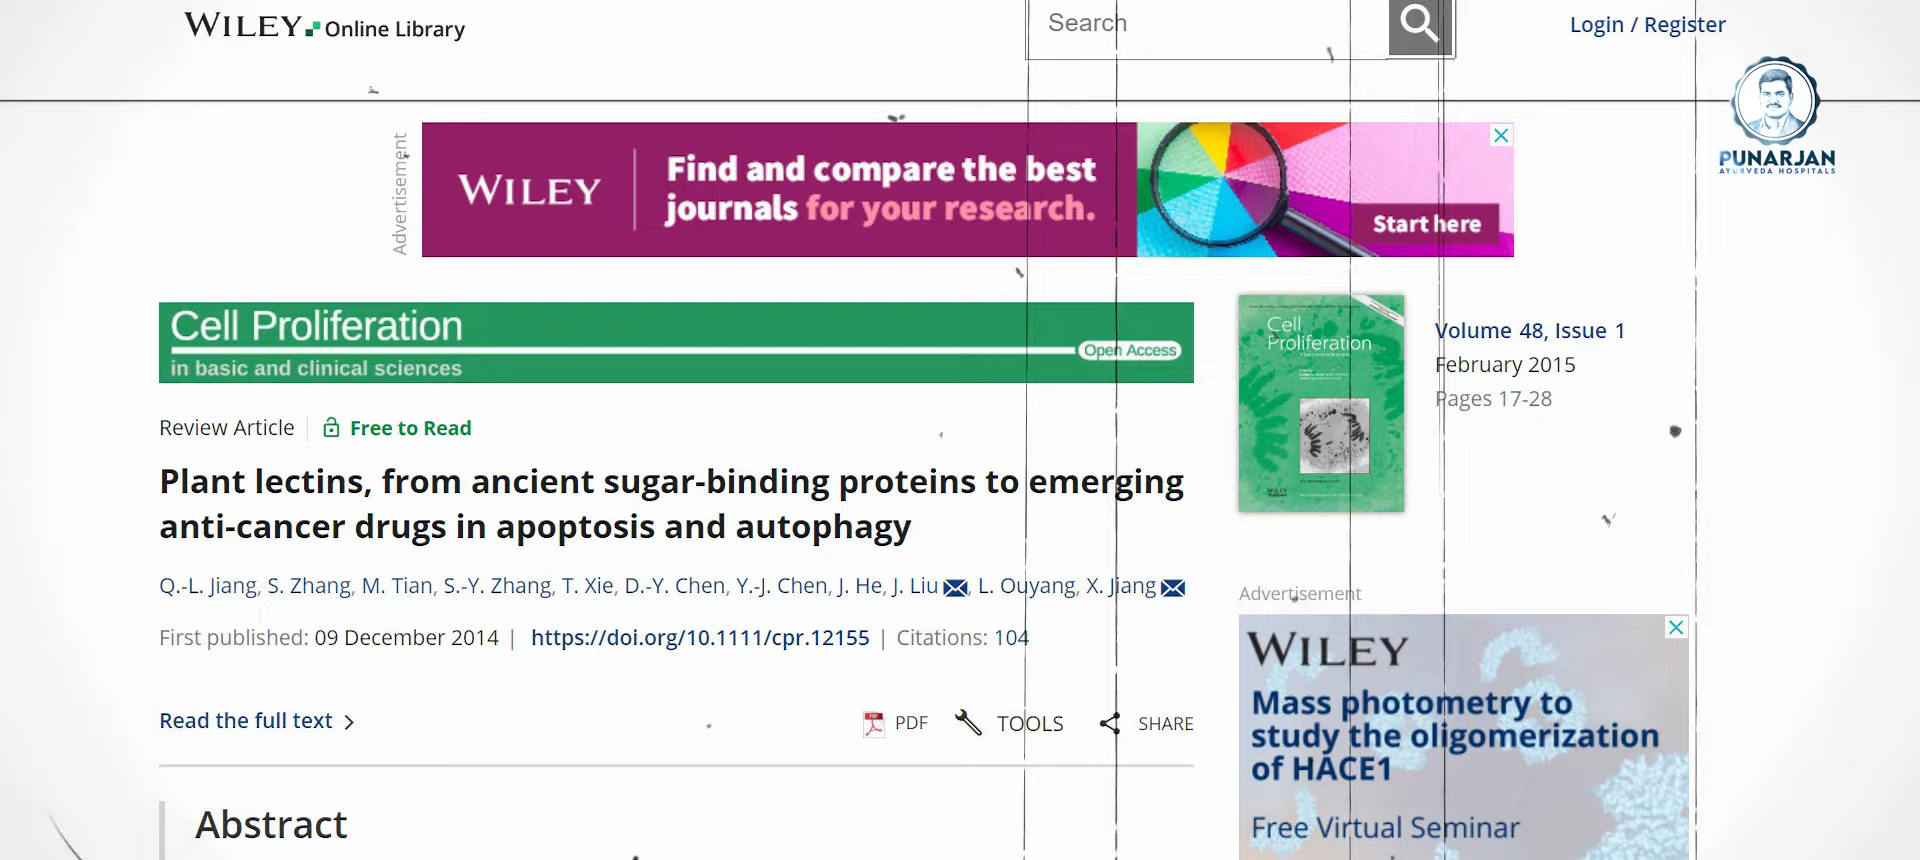 WILEY Online Library
Search
Login / Register
PUNARJAN
AYURVEDA HOSPITALS
Advertisement
WILEY
Find and compare the best
journals for your research.
Start here
Cell Proliferation
in basic and clinical sciences
Open Access
Cell
Proliferation
WILEY
Volume 48, Issue 1
February 2015
Pages 17-28
Review Article
Free to Read
Plant lectins, from ancient sugar-binding proteins to emerging
anti-cancer drugs in apoptosis and autophagy
Q.-L. Jiang, S. Zhang, M. Tian, S.-Y. Zhang, T. Xie, D.-Y. Chen, Y.-J. Chen, J. He, J. Liu, L. Ouyang, X. Jiang
First published: 09 December 2014 | https://doi.org/10.1111/cpr.12155 | Citations: 104
Read the full text
PDF
TOOLS
SHARE
Abstract
Advertisement
WILEY
Mass photometry to
study the oligomerization
of HACE1
Free Virtual Seminar